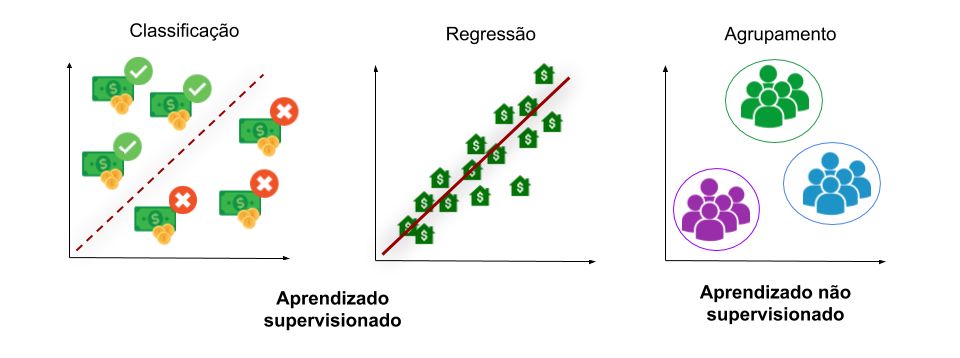 Classificação
Regressão
Agrupamento
Aprendizado
supervisionado
Aprendizado não
supervisionado